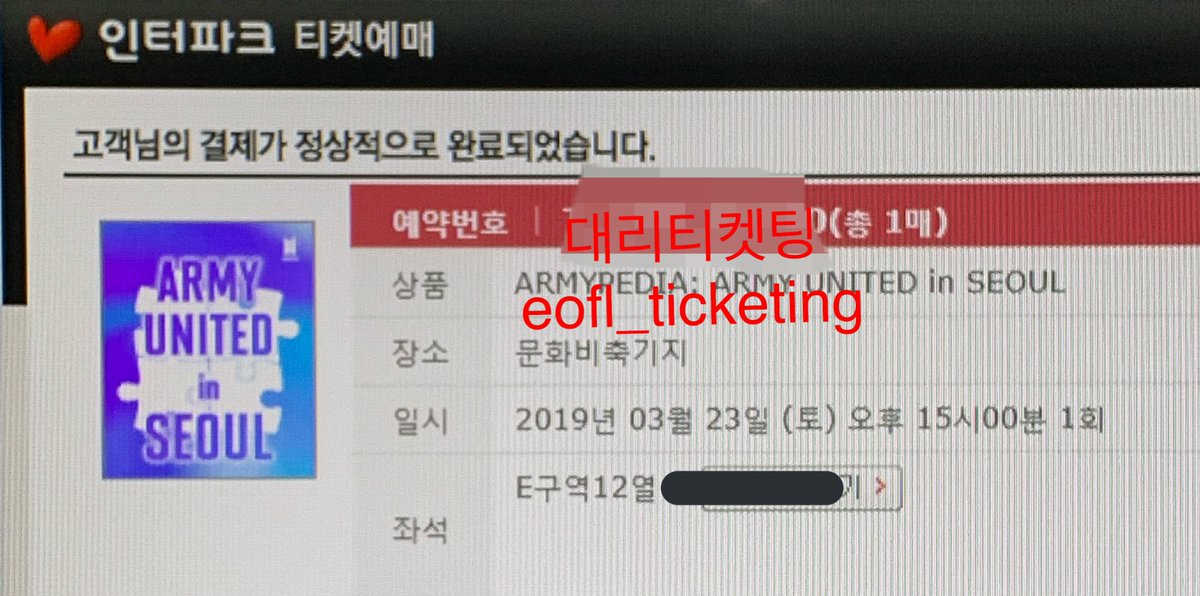 인터파크 티켓예매
고객님의 결제가 정상적으로 완료되었습니다.
ARMY
UNITED
in
SEOUL
예약번호 (총 1매)
대리티켓팅
상품 ARMYPEDIA: ARMY UNITED in SEOUL
eofl_ticketing
장소 문화비축기지
일시 2019년 03월 23일 (토) 오후 15시00분 1회
E구역12열
좌석